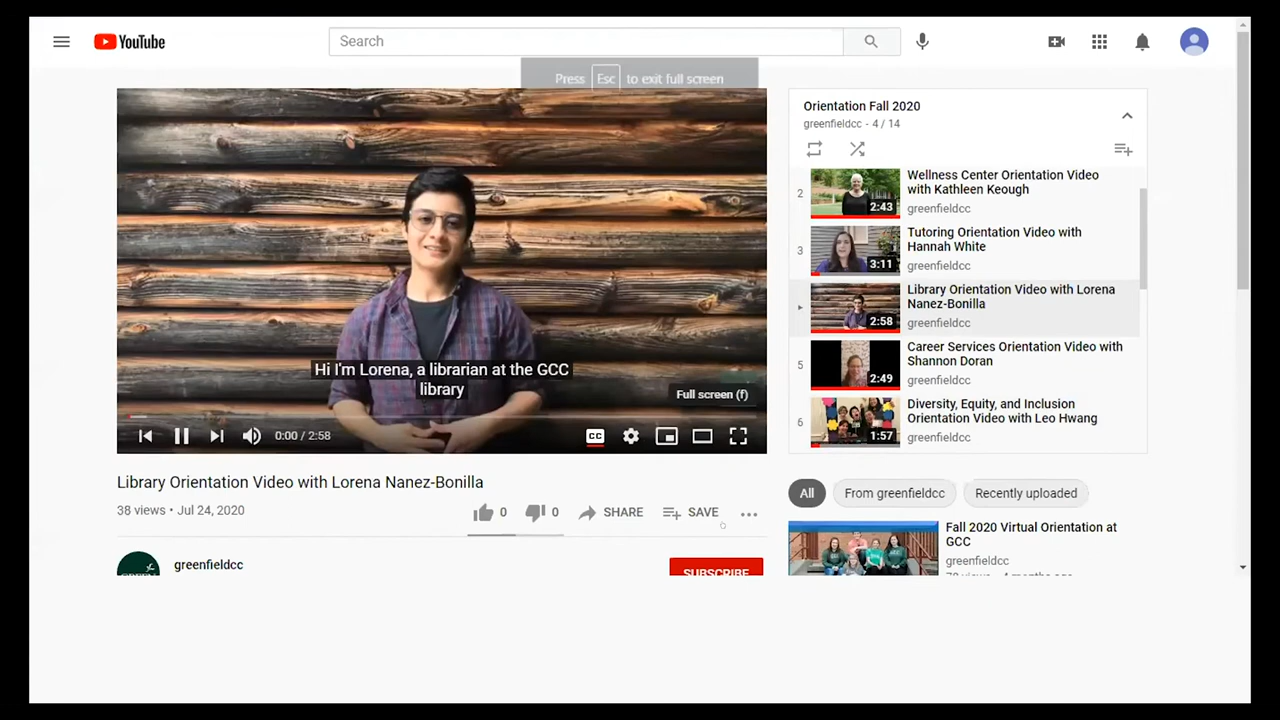 YouTube
Search
Press Esc to exit full screen
Hi I'm Lorena, a librarian at the GCC
library
Full screen (f)
0:00 / 2:58
CC
Library Orientation Video with Lorena Nanez-Bonilla
38 views • Jul 24, 2020
0
0
SHARE
SAVE
greenfieldcc
SUBSCRIBE
Orientation Fall 2020
greenfieldcc - 4 / 14
2
2:43
Wellness Center Orientation Video
with Kathleen Keough
greenfieldcc
3
3:11
Tutoring Orientation Video with
Hannah White
greenfieldcc
2:58
Library Orientation Video with Lorena
Nanez-Bonilla
greenfieldcc
5
2:49
Career Services Orientation Video with
Shannon Doran
greenfieldcc
6
1:57
Diversity, Equity, and Inclusion
Orientation Video with Leo Hwang
greenfieldcc
All
From greenfieldcc
Recently uploaded
Fall 2020 Virtual Orientation at
GCC
greenfieldcc